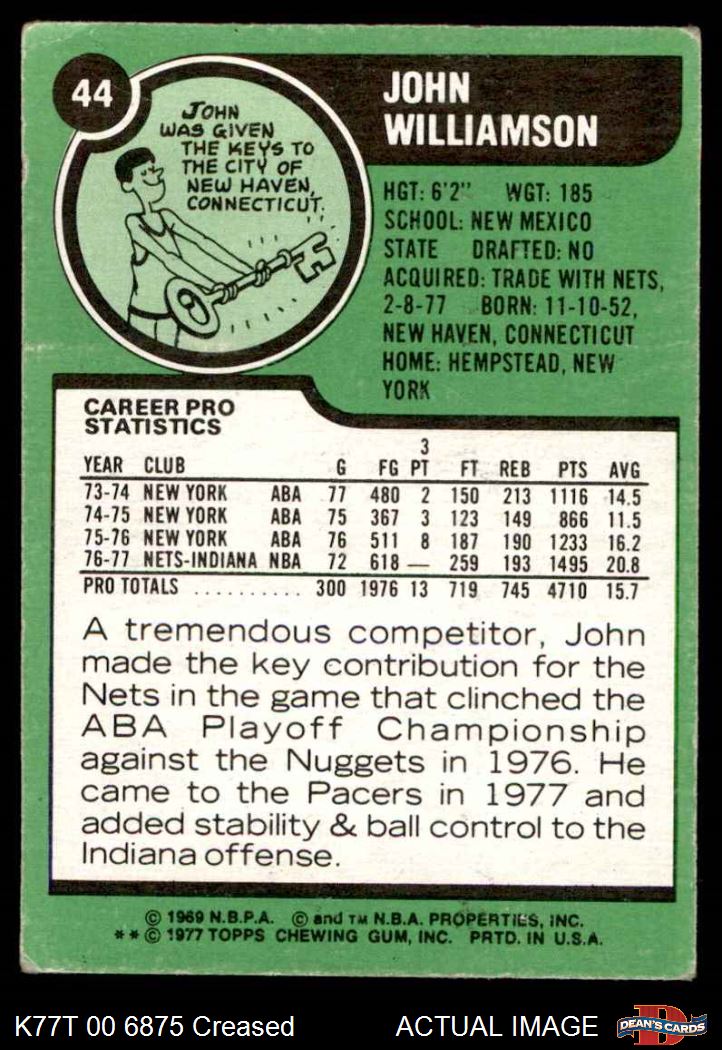 44
JOHN
WAS GIVEN
THE KEYS TO
THE CITY OF
NEW HAVEN,
CONNECTICUT.
JOHN
WILLIAMSON
HGT: 6'2" WGT: 185
SCHOOL: NEW MEXICO
STATE DRAFTED: NO
ACQUIRED: TRADE WITH NETS,
2-8-77 BORN: 11-10-52,
NEW HAVEN, CONNECTICUT
HOME: HEMPSTEAD, NEW
YORK
CAREER PRO
STATISTICS
3
YEAR CLUB G FG PT FT REB PTS AVG
73-74 NEW YORK ABA 77 480 2 150 213 1116 14.5
74-75 NEW YORK ABA 75 367 3 123 149 866 11.5
75-76 NEW YORK ABA 76 511 8 187 190 1233 16.2
76-77 NETS-INDIANA NBA 72 618 — 259 193 1495 20.8
PRO TOTALS .......... 300 1976 13 719 745 4710 15.7
A tremendous competitor, John
made the key contribution for the
Nets in the game that clinched the
ABA Playoff Championship
against the Nuggets in 1976. He
came to the Pacers in 1977 and
added stability & ball control to the
Indiana offense.
© 1969 N.B.P.A. © and TM N.B.A. PROPERTIES, INC.
** © 1977 TOPPS CHEWING GUM, INC. PRTD. IN U.S.A.
K77T 00 6875 Creased ACTUAL IMAGE
D
DEAN'S CARDS